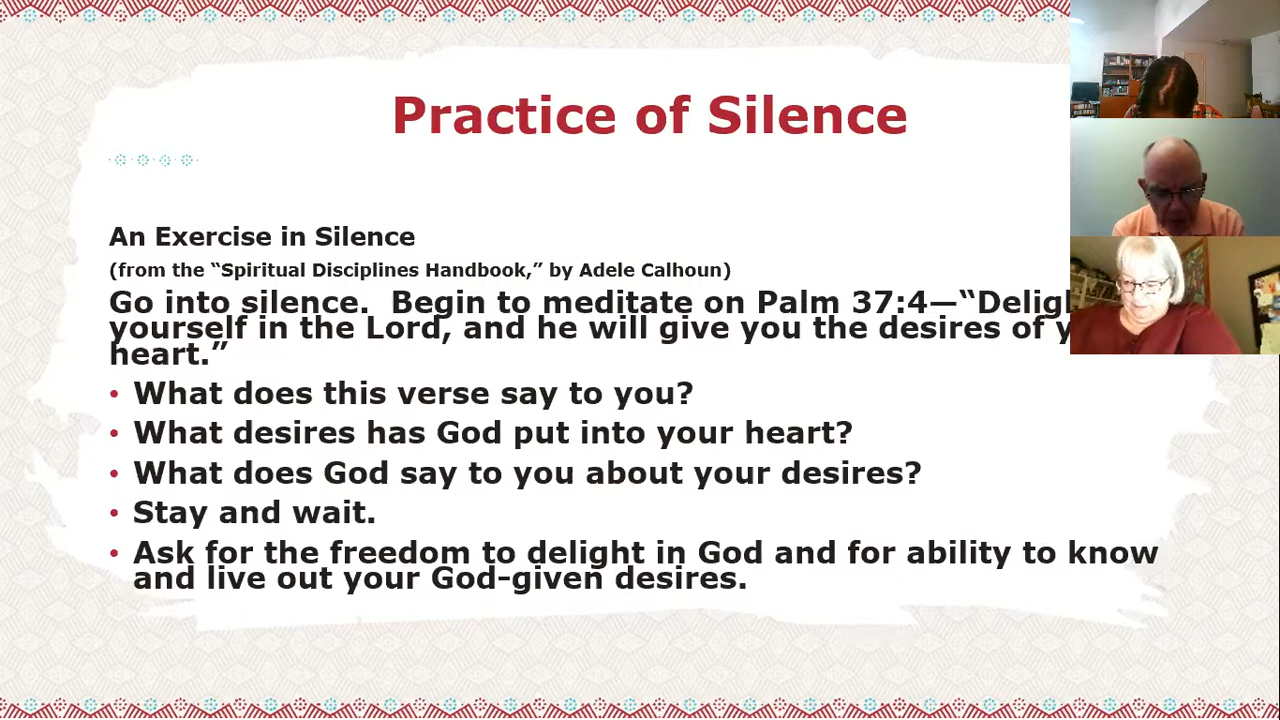 Practice of Silence
An Exercise in Silence
(from the “Spiritual Disciplines Handbook,” by Adele Calhoun)
Go into silence.  Begin to meditate on Palm 37:4—“
yourself in the Lord, and he will give you the desires of
heart.”
• What does this verse say to you?
• What desires has God put into your heart?
• What does God say to you about your desires?
• Stay and wait.
• Ask for the freedom to delight in God and for ability to know
and live out your God-given desires.